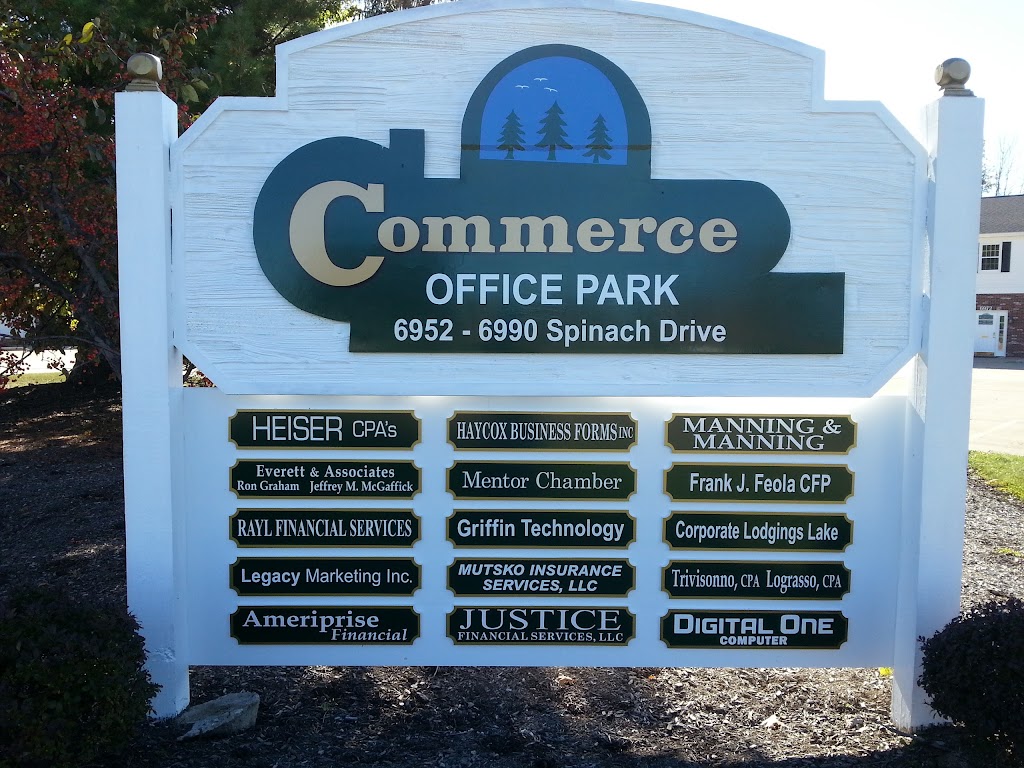 Commerce
OFFICE PARK
6952 - 6990 Spinach Drive
HEISER CPA's
Everett & Associates
Ron Graham Jeffrey M. McGaffick
RAYL FINANCIAL SERVICES
Legacy Marketing Inc.
Ameriprise
Financial
HAYCOX BUSINESS FORMS INC
Mentor Chamber
Griffin Technology
MUTSKO INSURANCE
SERVICES, LLC
JUSTICE
FINANCIAL SERVICES, LLC
MANNING &
MANNING
Frank J. Feola CFP
Corporate Lodgings Lake
Trivisonno, CPA Lograsso, CPA
DIGITAL ONE
COMPUTER